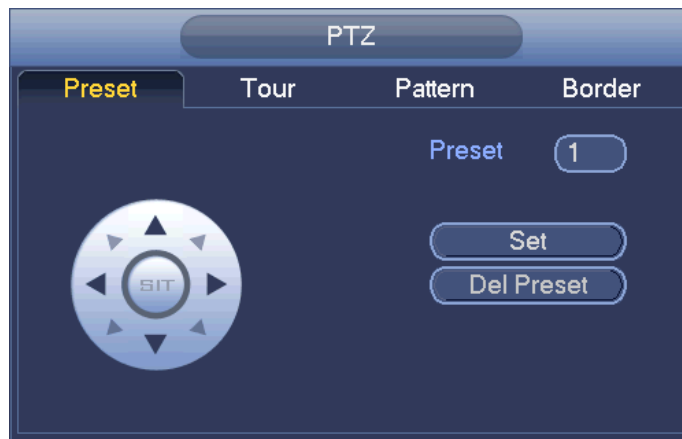 PTZ
Preset Tour Pattern Border
Preset 1
Set
SIT
Del Preset